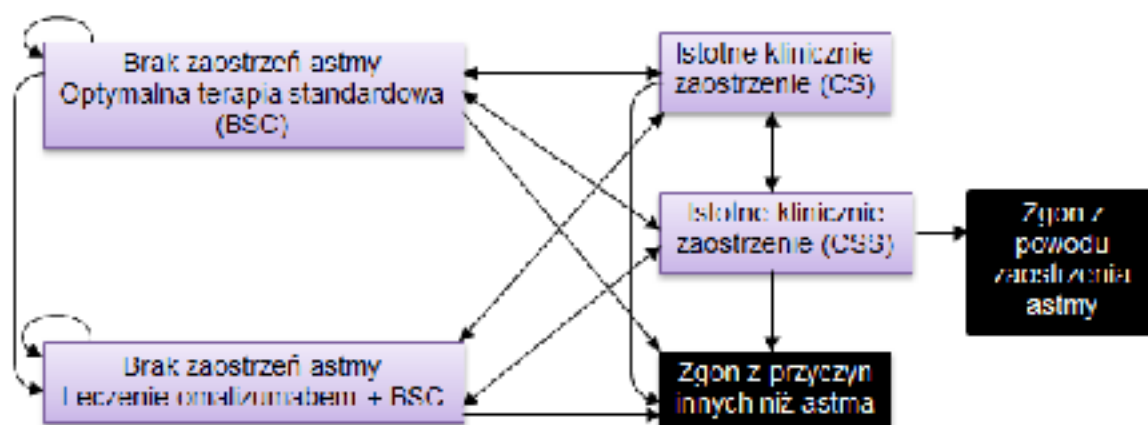 Brak zaostrzeń astmy
Optymalna terapia standardowa
(BSC)
Istotne klinicznie
zaostrzenie (CS)
Istotne klinicznie
zaostrzenie (CSS)
Zgon z
powodu
zaostrzenia
astmy
Brak zaostrzeń astmy
Leczenie omalizumabem + BSC
Zgon z przyczyn
innych niż astma